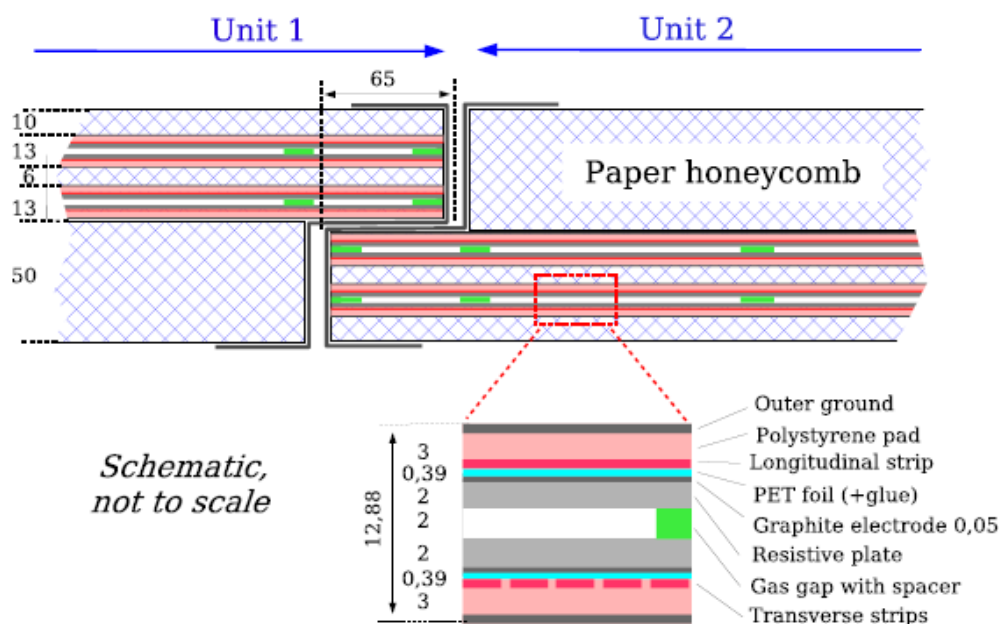 Unit 1
Unit 2
65
10
13
6
13
50
Paper honeycomb
Schematic,
not to scale
12,88
3
0,39
2
2
2
0,39
3
Outer ground
Polystyrene pad
Longitudinal strip
PET foil (+glue)
Graphite electrode 0,05
Resistive plate
Gas gap with spacer
Transverse strips